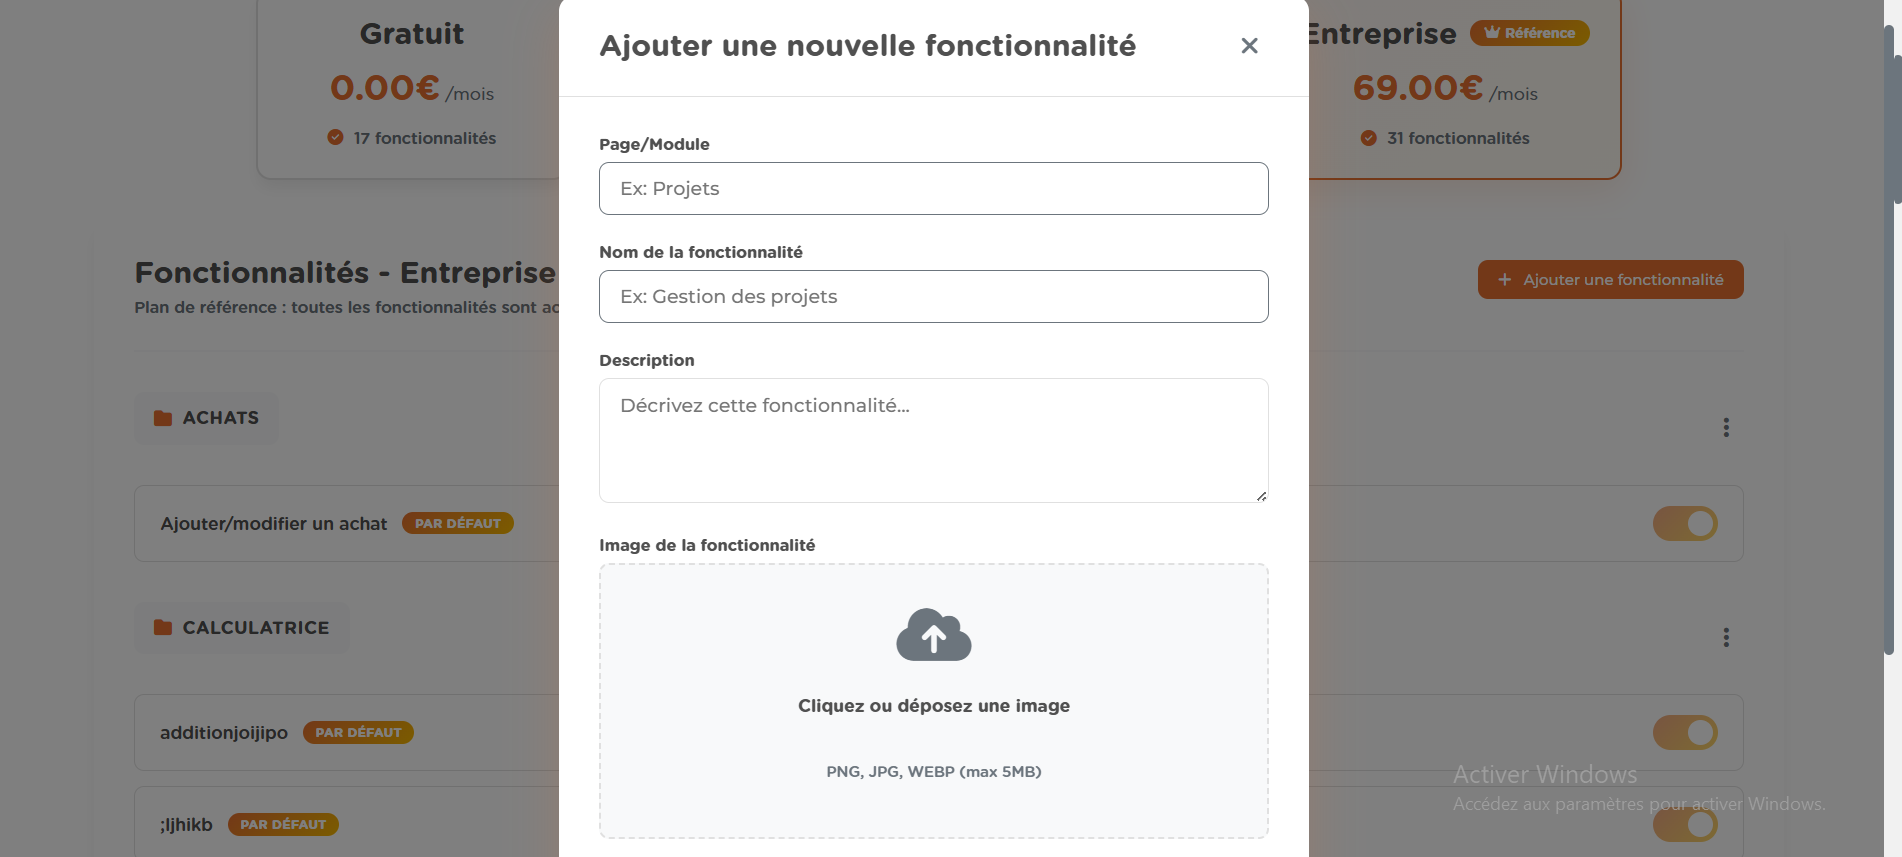 Gratuit
0.00€ /mois
17 fonctionnalités
Ajouter une nouvelle fonctionnalité
Entreprise
Référence
69.00€ /mois
31 fonctionnalités
Page/Module
Ex: Projets
Nom de la fonctionnalité
Ex: Gestion des projets
Description
Décrivez cette fonctionnalité...
Image de la fonctionnalité
Cliquez ou déposez une image
PNG, JPG, WEBP (max 5MB)
Fonctionnalités - Entreprise
Plan de référence : toutes les fonctionnalités sont
Ajouter une fonctionnalité
ACHATS
Ajouter/modifier un achat PAR DÉFAUT
CALCULATRICE
additionjoijipo PAR DÉFAUT
;ljhikb PAR DÉFAUT
Activer Windows
Accédez aux paramètres pour activer Windows.